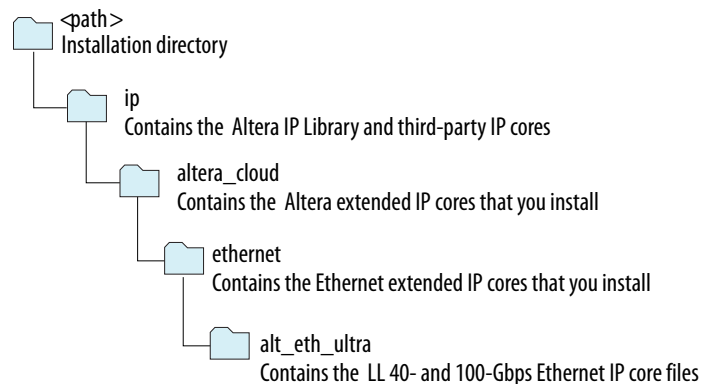 <path>
Installation directory
ip
Contains the Altera IP Library and third-party IP cores
altera_cloud
Contains the Altera extended IP cores that you install
ethernet
Contains the Ethernet extended IP cores that you install
alt_eth_ultra
Contains the LL 40- and 100-Gbps Ethernet IP core files